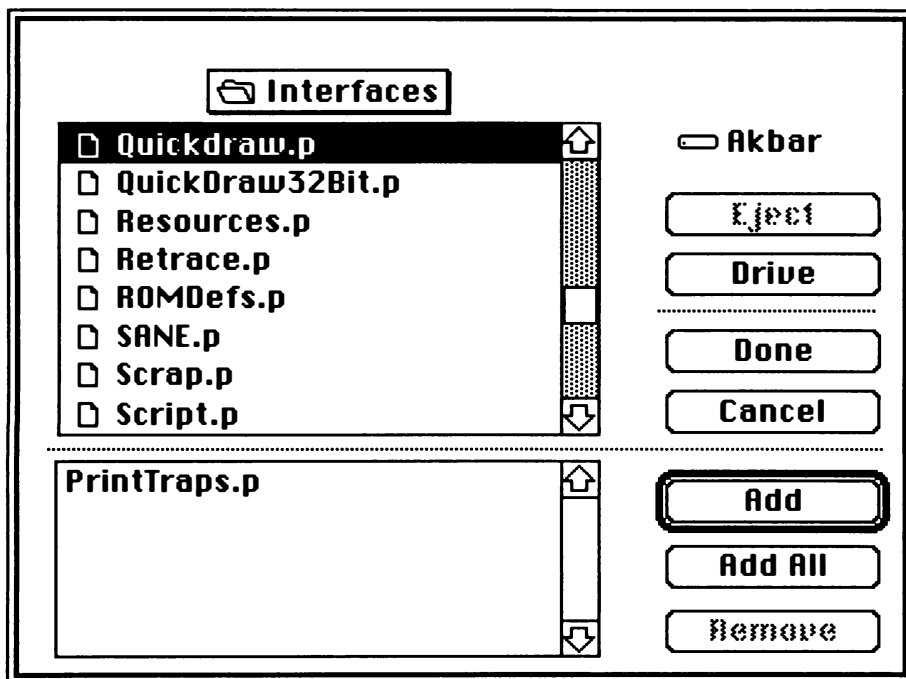 Interfaces
Quickdraw.p
QuickDraw32Bit.p
Resources.p
Retrace.p
ROMDefs.p
SANE.p
Scrap.p
Script.p
Akbar
Eject
Drive
Done
Cancel
PrintTraps.p
Add
Add All
Remove